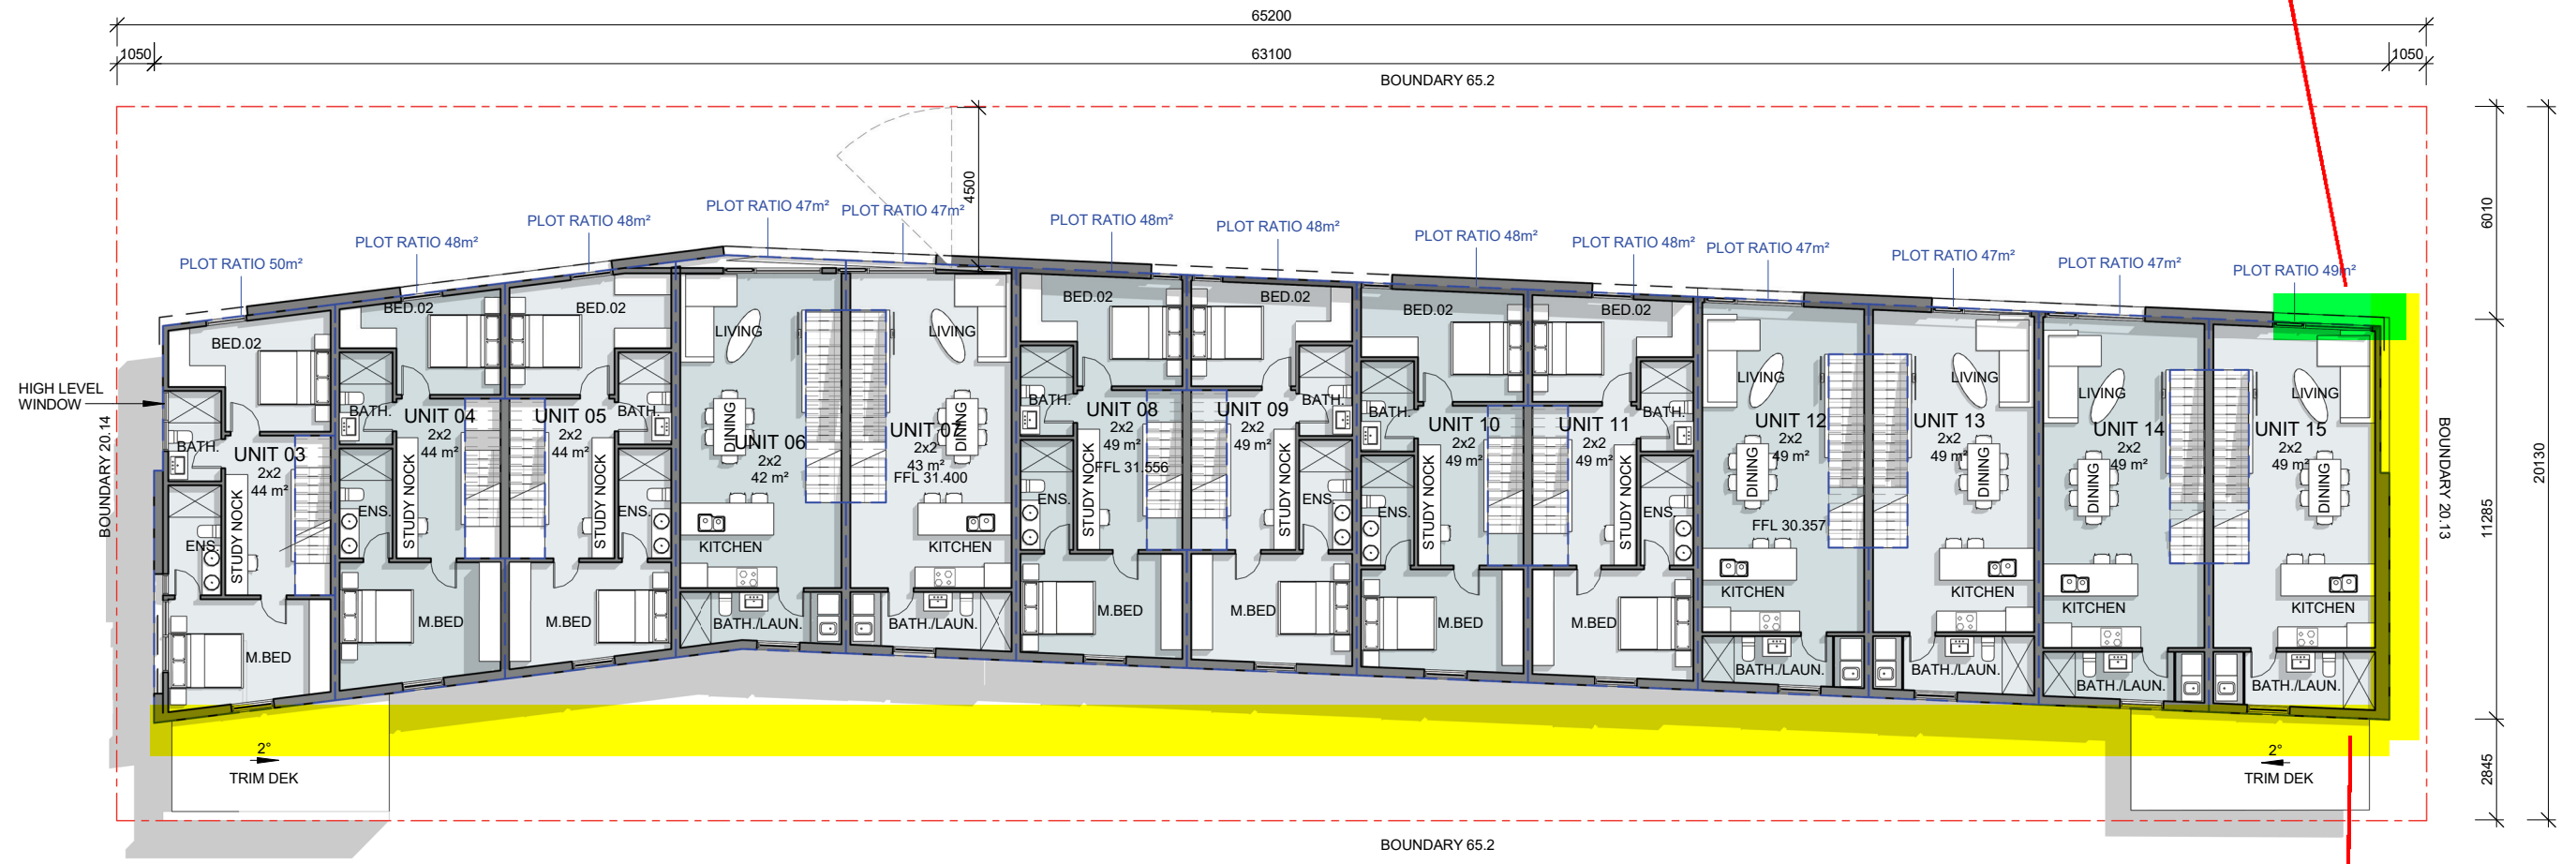 65200
1050
63100
1050
BOUNDARY 65.2
4500
6010
20130
11285
2845
PLOT RATIO 50m²
PLOT RATIO 48m²
PLOT RATIO 48m²
PLOT RATIO 47m²
PLOT RATIO 47m²
PLOT RATIO 48m²
PLOT RATIO 48m²
PLOT RATIO 48m²
PLOT RATIO 48m²
PLOT RATIO 47m²
PLOT RATIO 47m²
PLOT RATIO 47m²
PLOT RATIO 49m²
HIGH LEVEL
WINDOW
BOUNDARY 20.14
BED.02
BATH.
UNIT 03
2x2
44 m²
STUDY NOCK
ENS.
M.BED
BED.02
BATH.
UNIT 04
2x2
44 m²
ENS.
STUDY NOCK
M.BED
BED.02
UNIT 05
2x2
44 m²
BATH.
STUDY NOCK
ENS.
M.BED
LIVING
DINING
UNIT 06
2x2
42 m²
KITCHEN
BATH./LAUN.
LIVING
DINING
UNIT 07
2x2
43 m²
FFL 31.400
KITCHEN
BATH./LAUN.
BED.02
BATH.
UNIT 08
2x2
49 m²
FFL 31.556
STUDY NOCK
ENS.
M.BED
BED.02
UNIT 09
2x2
49 m²
BATH.
STUDY NOCK
ENS.
M.BED
BED.02
BATH.
UNIT 10
2x2
49 m²
STUDY NOCK
ENS.
M.BED
BED.02
UNIT 11
2x2
49 m²
BATH.
STUDY NOCK
ENS.
M.BED
LIVING
UNIT 12
2x2
49 m²
DINING
FFL 30.357
KITCHEN
BATH./LAUN.
LIVING
UNIT 13
2x2
49 m²
DINING
KITCHEN
BATH./LAUN.
LIVING
UNIT 14
2x2
49 m²
DINING
KITCHEN
BATH./LAUN.
LIVING
UNIT 15
2x2
49 m²
DINING
KITCHEN
BATH./LAUN.
BOUNDARY 20.13
2°
TRIM DEK
2°
TRIM DEK
BOUNDARY 65.2